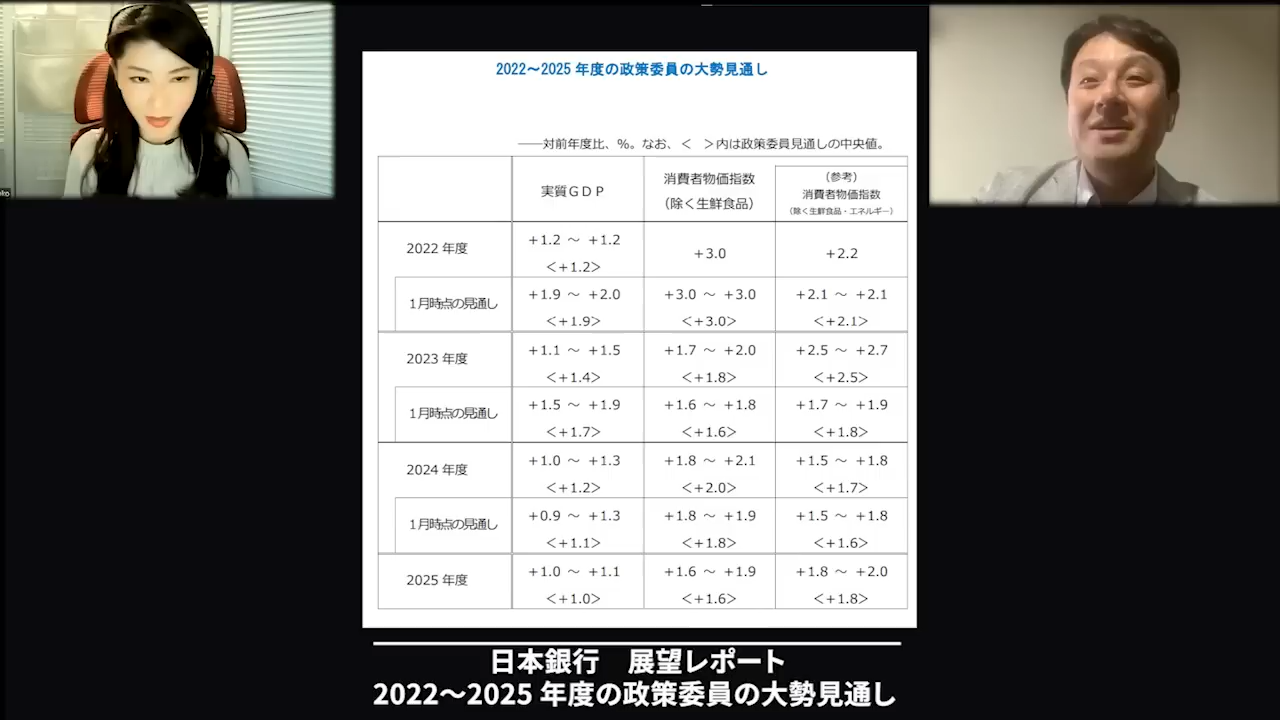 2022～2025 年度の政策委員の大勢見通し
――対前年度比、％。なお、＜　＞内は政策委員見通しの中央値。
実質ＧＤＰ
消費者物価指数
（除く生鮮食品）
（参考）
消費者物価指数
（除く生鮮食品・エネルギー）
2022 年度
+1.2 ～ +1.2
＜+1.2＞
+3.0
+2.2
1月時点の見通し
+1.9 ～ +2.0
＜+1.9＞
+3.0 ～ +3.0
＜+3.0＞
+2.1 ～ +2.1
＜+2.1＞
2023 年度
+1.1 ～ +1.5
＜+1.4＞
+1.7 ～ +2.0
＜+1.8＞
+2.5 ～ +2.7
＜+2.5＞
1月時点の見通し
+1.5 ～ +1.9
＜+1.7＞
+1.6 ～ +1.8
＜+1.6＞
+1.7 ～ +1.9
＜+1.8＞
2024 年度
+1.0 ～ +1.3
＜+1.2＞
+1.8 ～ +2.1
＜+2.0＞
+1.5 ～ +1.8
＜+1.7＞
1月時点の見通し
+0.9 ～ +1.3
＜+1.1＞
+1.8 ～ +1.9
＜+1.8＞
+1.5 ～ +1.8
＜+1.6＞
2025 年度
+1.0 ～ +1.1
＜+1.0＞
+1.6 ～ +1.9
＜+1.6＞
+1.8 ～ +2.0
＜+1.8＞
日本銀行　展望レポート
2022～2025 年度の政策委員の大勢見通し